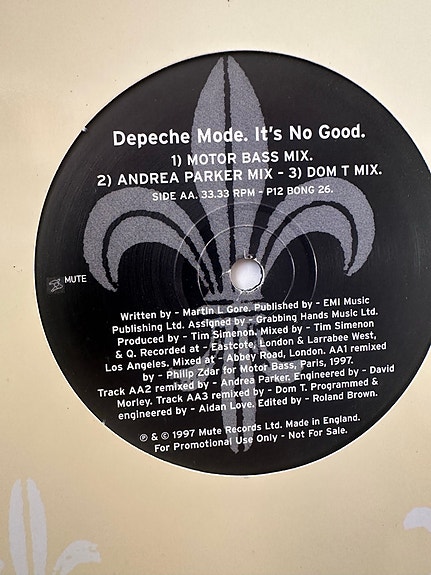 Depeche Mode. It's No Good.
1) MOTOR BASS MIX.
2) ANDREA PARKER MIX - 3) DOM T MIX.
SIDE AA. 33.33 RPM - P12 BONG 26.
MUTE
Written by - Martin L Gore. Published by - EMI Music
Publishing Ltd. Assigned by - Grabbing Hands Music Ltd.
Produced by - Tim Simenon. Mixed by - Tim Simenon
& Q. Recorded at - Eastcote, London & Larrabee West,
Los Angeles. Mixed at - Abbey Road, London. AA1 remixed
by - Philip Zdar for Motor Bass, Paris, 1997.
Track AA2 remixed by - Andrea Parker. Engineered by - David
Morley. Track AA3 remixed by - Dom T. Programmed &
engineered by - Aidan Love. Edited by - Roland Brown.
℗ & © 1997 Mute Records Ltd. Made in England.
For Promotional Use Only - Not For Sale.